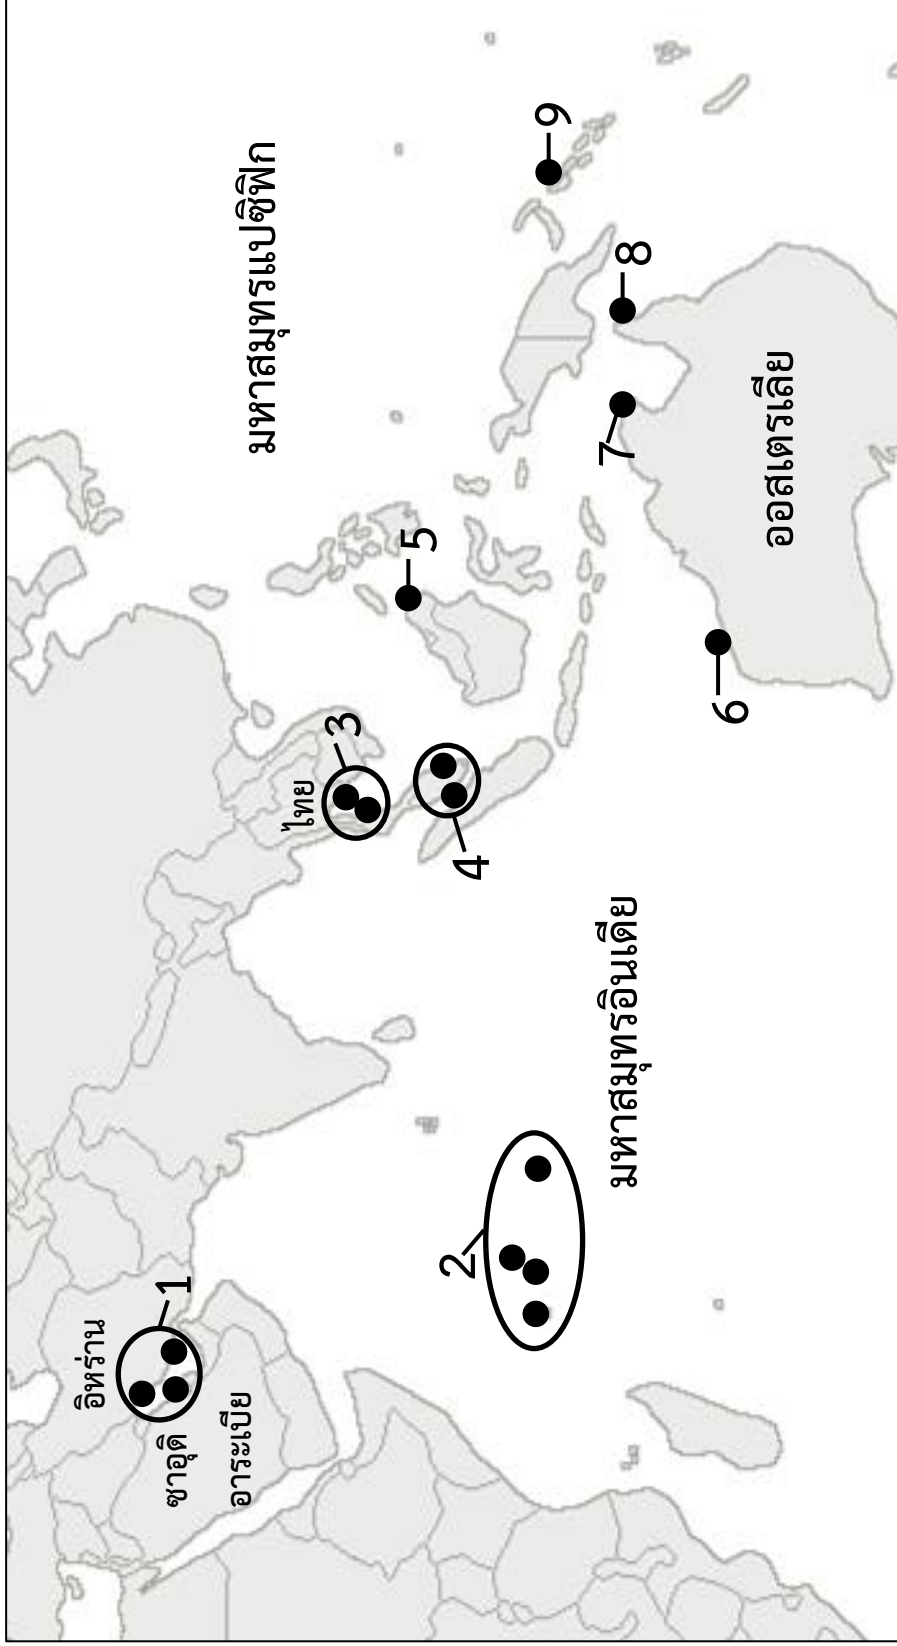 อิหร่าน
ซาอุดิ
อาระเบีย
ไทย
มหาสมุทรแปซิฟิก
มหาสมุทรอินเดีย
ออสเตรเลีย
1
2
3
4
5
6
7
8
9